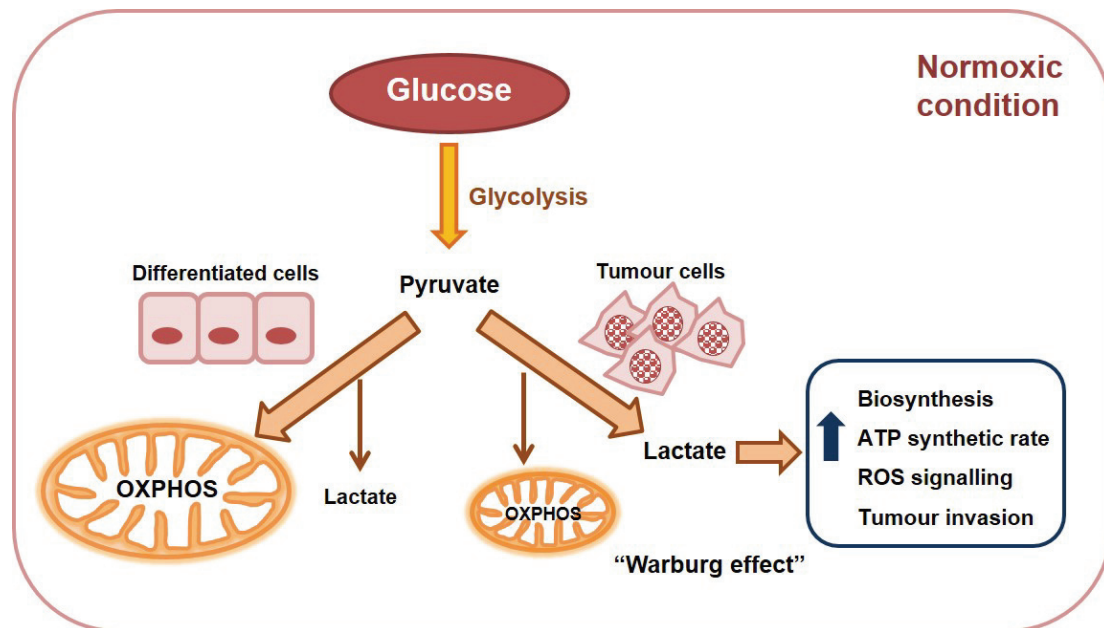 Normoxic
condition
Glucose
Glycolysis
Differentiated cells
Pyruvate
Tumour cells
OXPHOS
Lactate
OXPHOS
Lactate
Biosynthesis
ATP synthetic rate
ROS signalling
Tumour invasion
“Warburg effect”